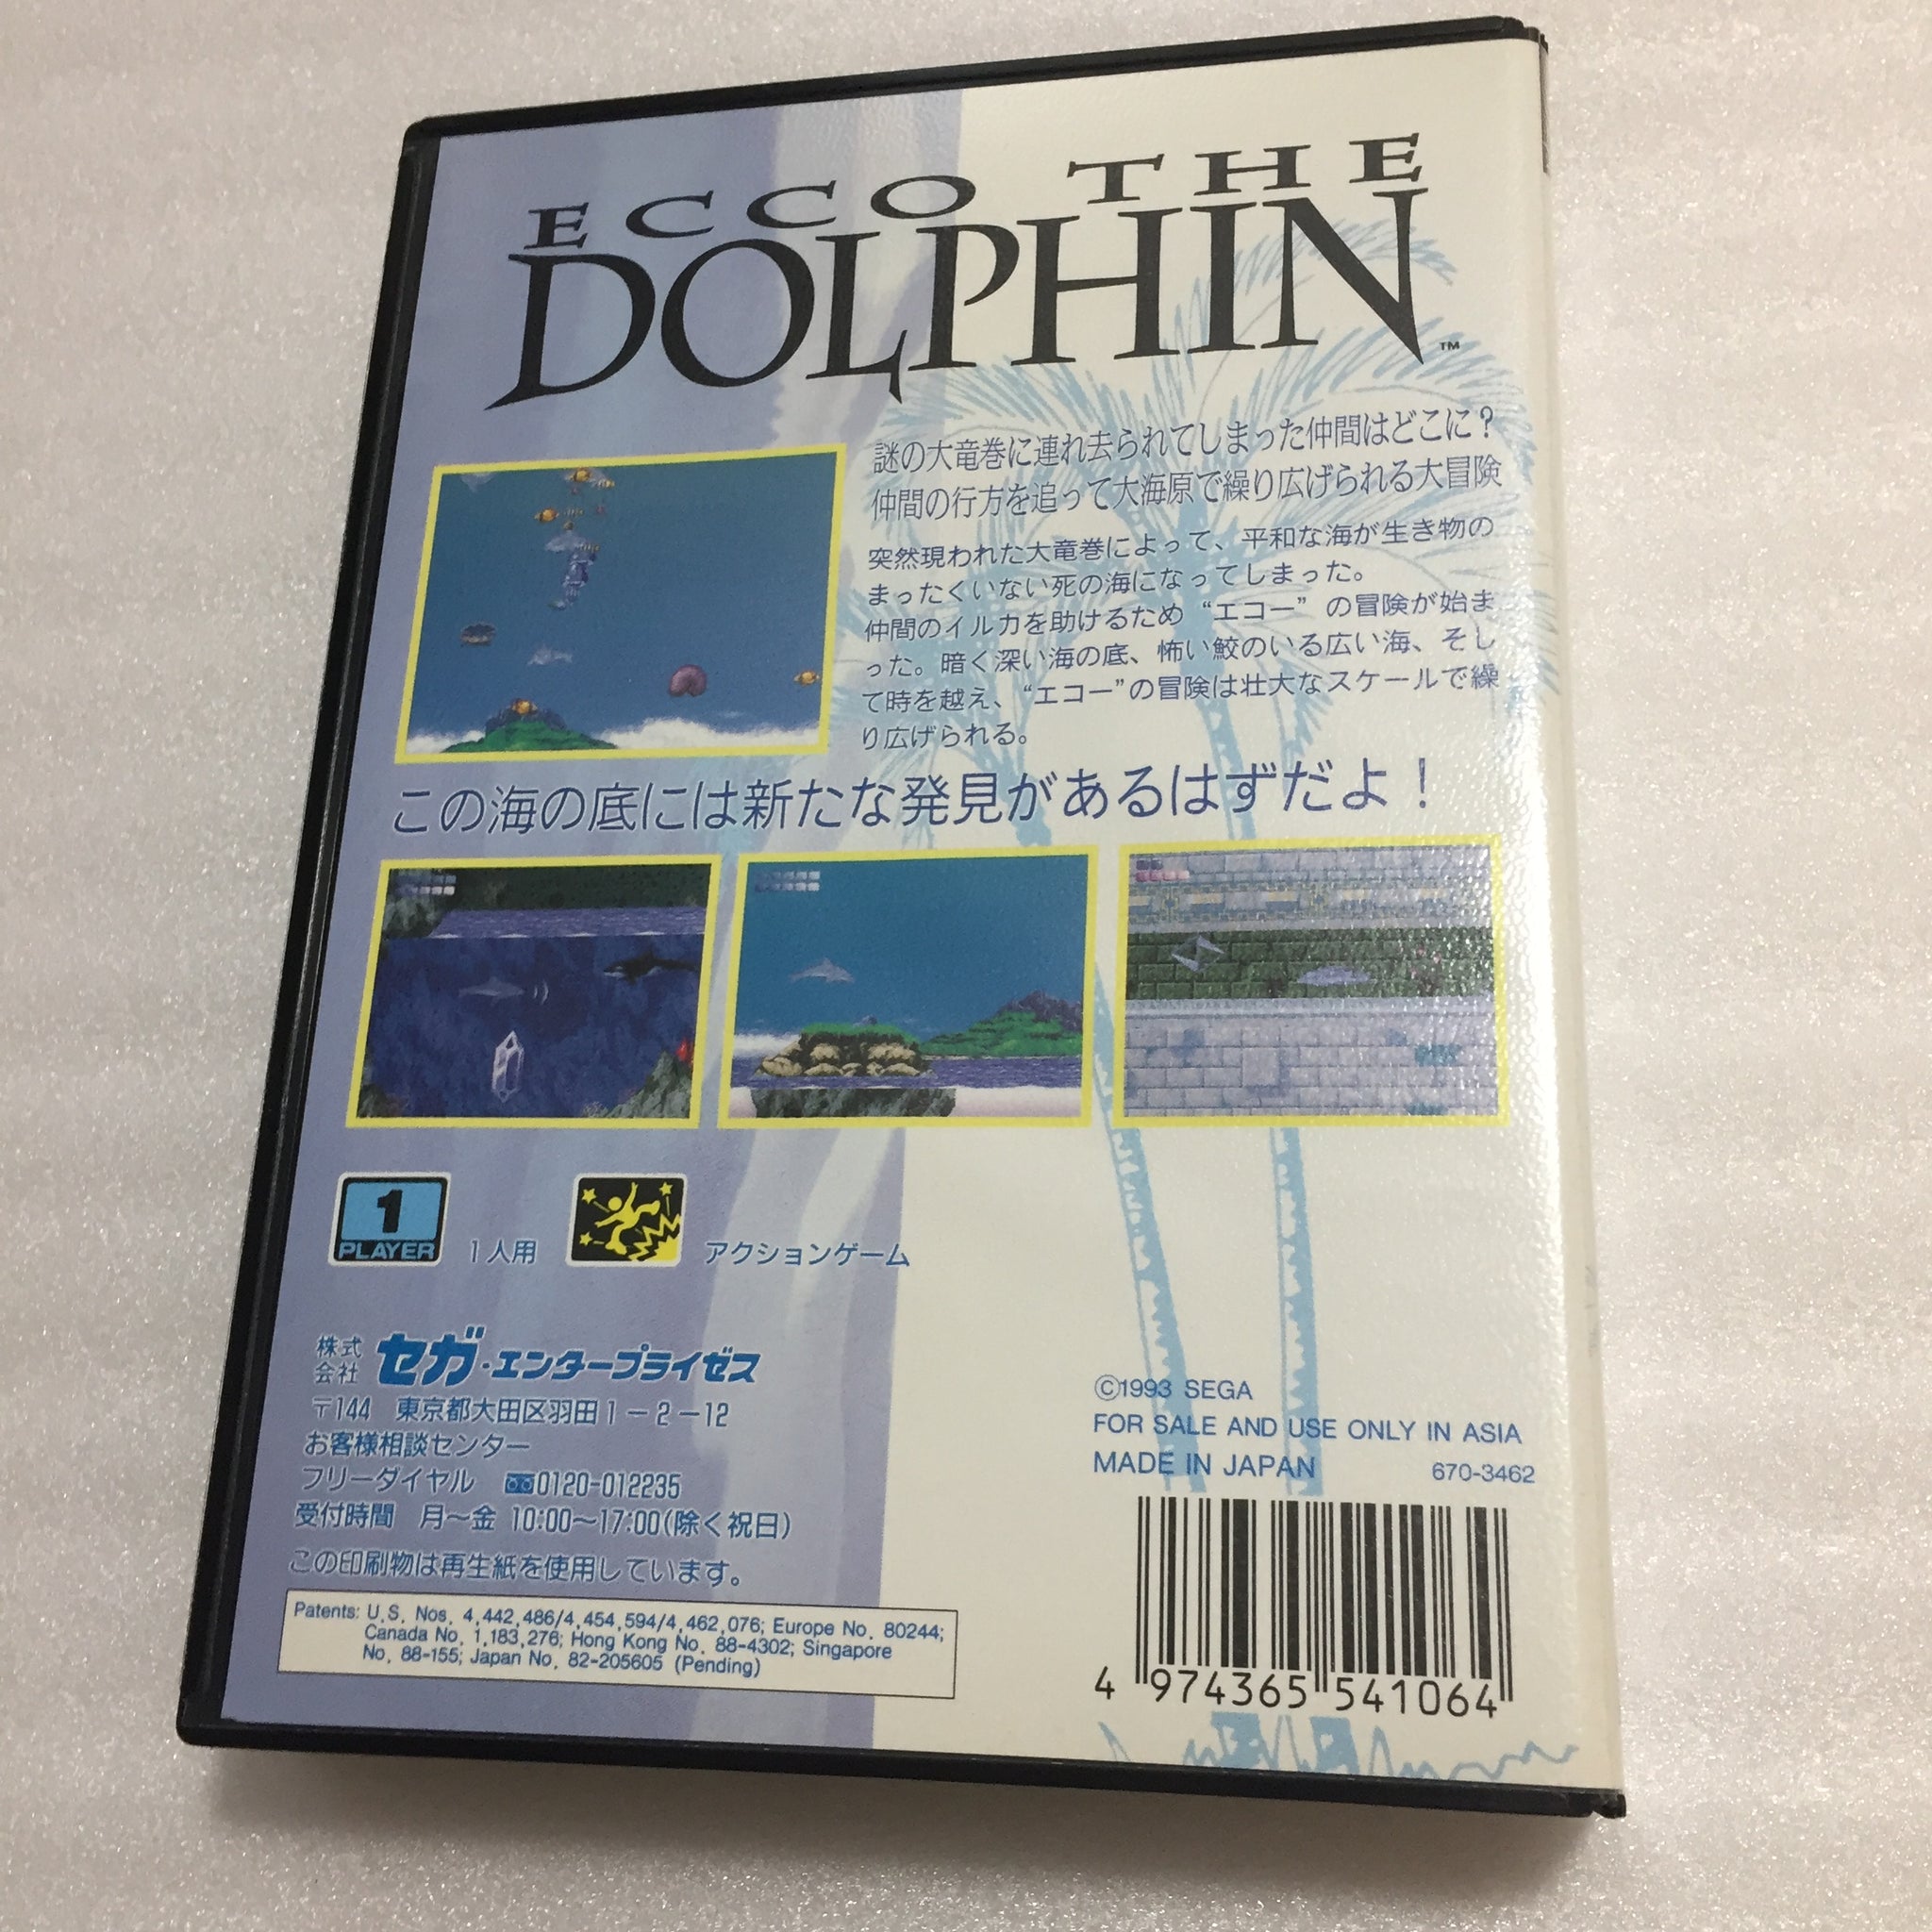 ECCO THE
DOLPHIN™
謎の大竜巻に連れ去られてしまった仲間はどこに?
仲間の行方を追って大海原で繰り広げられる大冒険
突然現われた大竜巻によって、平和な海が生き物の
まったくいない死の海になってしまった。
仲間のイルカを助けるため“エコー”の冒険が始ま
った。暗く深い海の底、怖い鮫のいる広い海、そし
て時を越え、“エコー”の冒険は壮大なスケールで繰
り広げられる。
この海の底には新たな発見があるはずだよ!
1
PLAYER
1人用
アクションゲーム
株式
会社
セガ・エンタープライゼス
〒144 東京都大田区羽田1-2-12
お客様相談センター
フリーダイヤル 0120-012235
受付時間 月〜金 10:00〜17:00(除く祝日)
この印刷物は再生紙を使用しています。
Patents: U.S. Nos. 4,442,486/4,454,594/4,462,076; Europe No. 80244;
Canada No. 1,183,276; Hong Kong No. 88-4302; Singapore
No. 88-155; Japan No. 82-205605 (Pending)
©1993 SEGA
FOR SALE AND USE ONLY IN ASIA
MADE IN JAPAN
670-3462
4 974365 541064